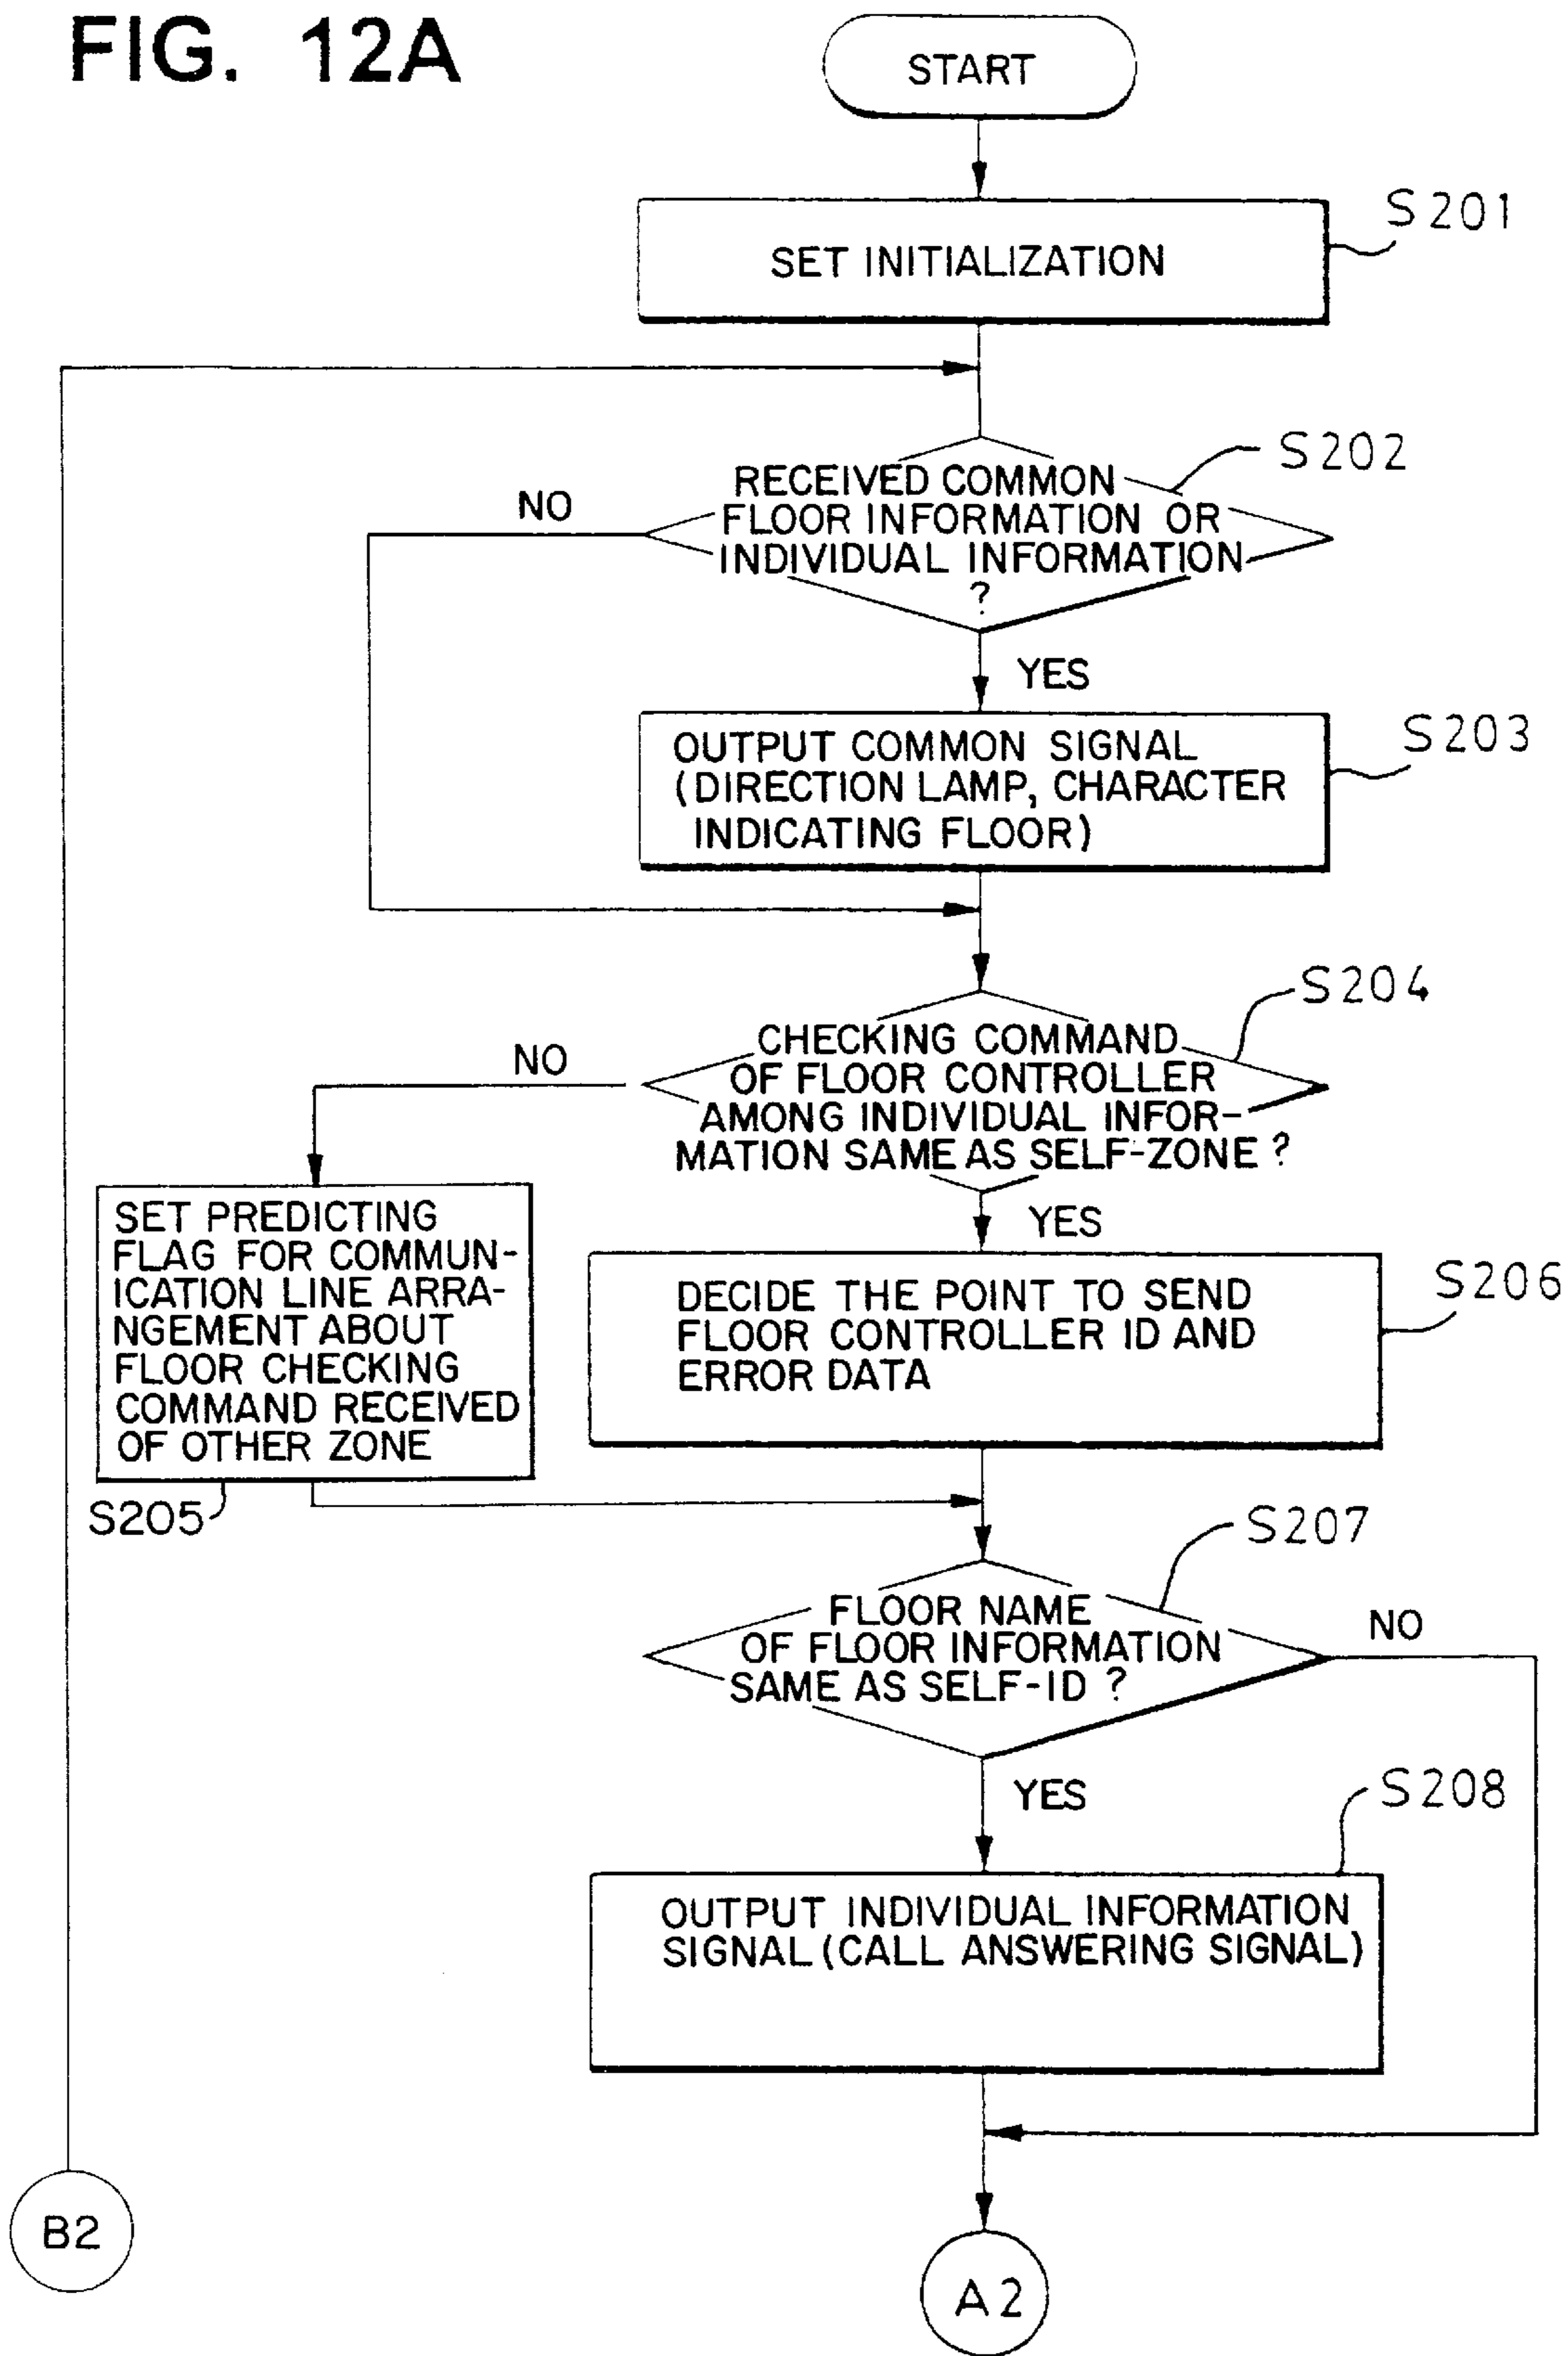 FIG. 12A
START
S201
SET INITIALIZATION
S202
RECEIVED COMMON
FLOOR INFORMATION OR
INDIVIDUAL INFORMATION
?
NO
YES
S203
OUTPUT COMMON SIGNAL
(DIRECTION LAMP, CHARACTER
INDICATING FLOOR)
S204
CHECKING COMMAND
OF FLOOR CONTROLLER
AMONG INDIVIDUAL INFOR-
MATION SAME AS SELF-ZONE ?
NO
YES
SET PREDICTING
FLAG FOR COMMUN-
ICATION LINE ARRA-
NGEMENT ABOUT
FLOOR CHECKING
COMMAND RECEIVED
OF OTHER ZONE
S205
S206
DECIDE THE POINT TO SEND
FLOOR CONTROLLER ID AND
ERROR DATA
S207
FLOOR NAME
OF FLOOR INFORMATION
SAME AS SELF-ID ?
NO
YES
S208
OUTPUT INDIVIDUAL INFORMATION
SIGNAL (CALL ANSWERING SIGNAL)
B2
A2